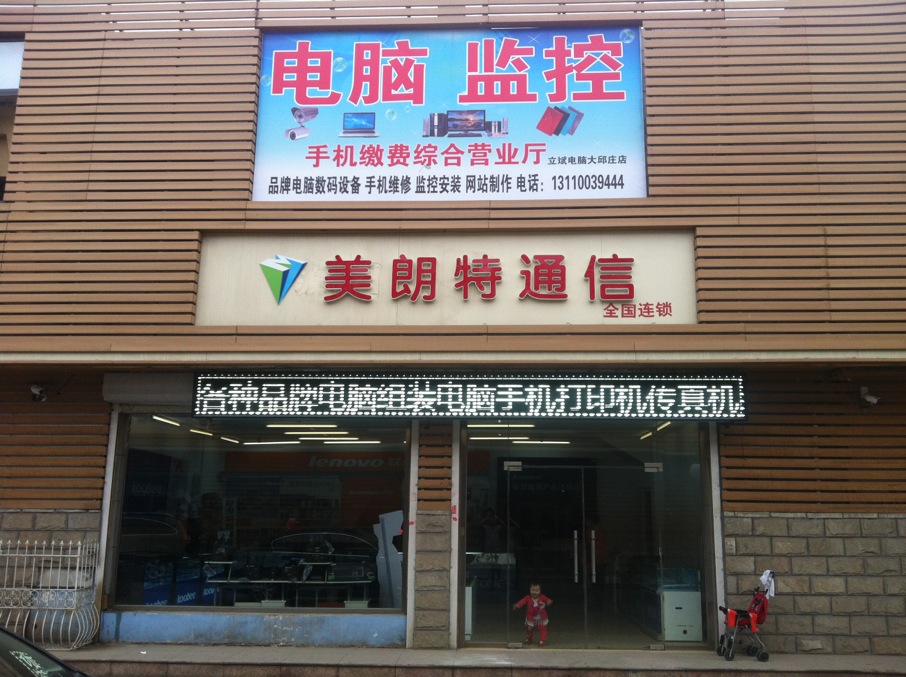 电脑 监控
手机缴费综合营业厅 立斌电脑大邱庄店
品牌电脑数码设备 手机维修 监控安装 网站制作 电话：13110039444
美朗特通信
全国连锁
各种品牌电脑组装电脑手机打印机传真机
lenovo